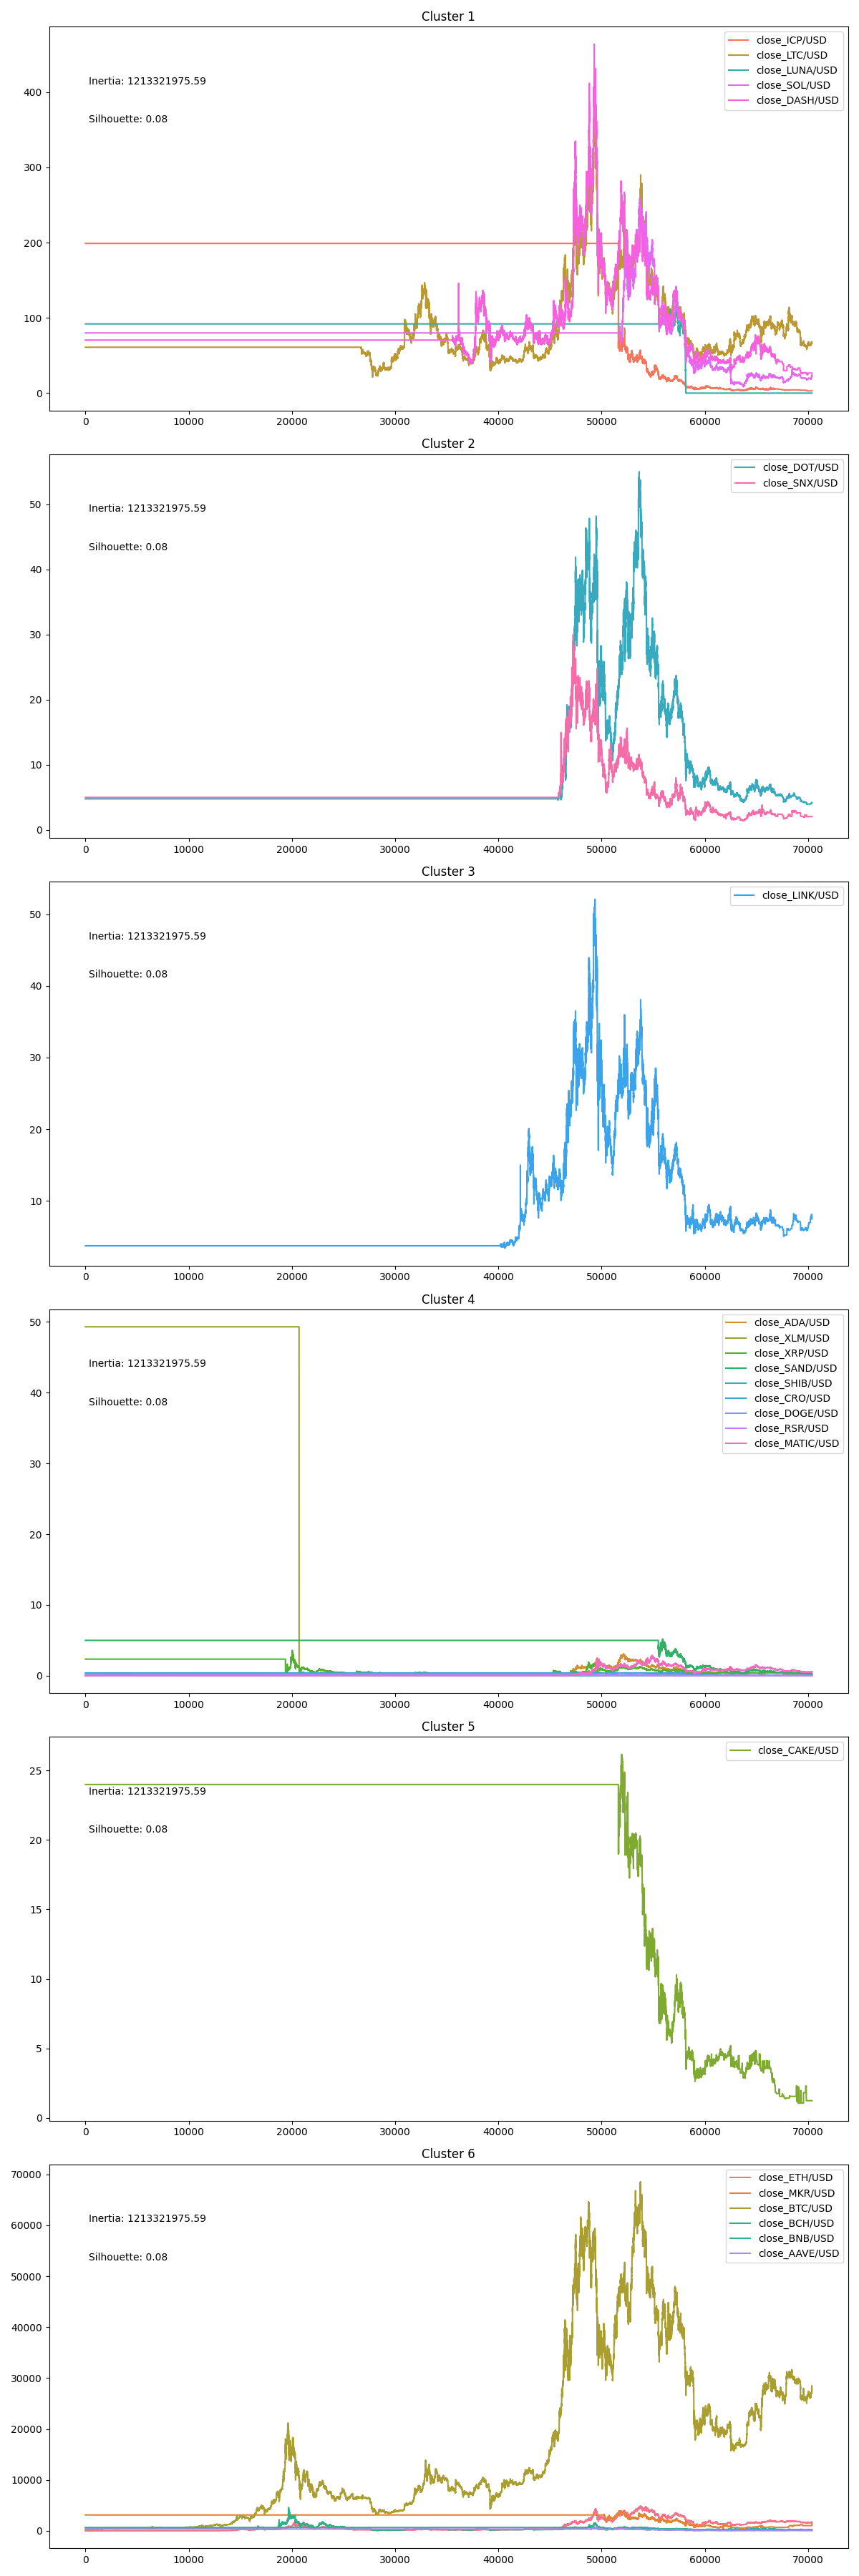 Cluster 1
Inertia: 1213321975.59
Silhouette: 0.08
close_ICP/USD
close_LTC/USD
close_LUNA/USD
close_SOL/USD
close_DASH/USD
400
300
200
100
0
0 10000 20000 30000 40000 50000 60000 70000
Cluster 2
Inertia: 1213321975.59
Silhouette: 0.08
close_DOT/USD
close_SNX/USD
50
40
30
20
10
0
0 10000 20000 30000 40000 50000 60000 70000
Cluster 3
Inertia: 1213321975.59
Silhouette: 0.08
close_LINK/USD
50
40
30
20
10
0 10000 20000 30000 40000 50000 60000 70000
Cluster 4
Inertia: 1213321975.59
Silhouette: 0.08
close_ADA/USD
close_XLM/USD
close_XRP/USD
close_SAND/USD
close_SHIB/USD
close_CRO/USD
close_DOGE/USD
close_RSR/USD
close_MATIC/USD
50
40
30
20
10
0
0 10000 20000 30000 40000 50000 60000 70000
Cluster 5
Inertia: 1213321975.59
Silhouette: 0.08
close_CAKE/USD
25
20
15
10
5
0
0 10000 20000 30000 40000 50000 60000 70000
Cluster 6
Inertia: 1213321975.59
Silhouette: 0.08
close_ETH/USD
close_MKR/USD
close_BTC/USD
close_BCH/USD
close_BNB/USD
close_AAVE/USD
70000
60000
50000
40000
30000
20000
10000
0
0 10000 20000 30000 40000 50000 60000 70000